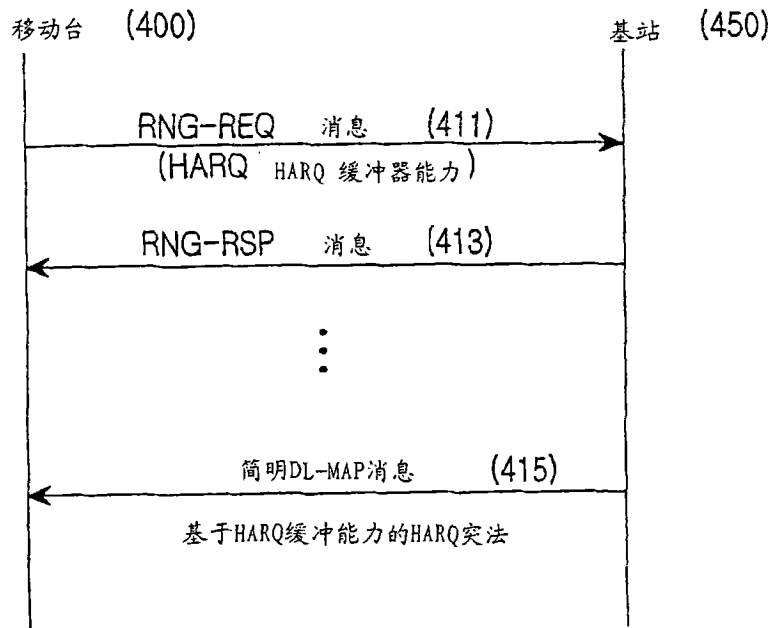 移动台 (400)
基站 (450)
RNG-REQ 消息 (411)
(HARQ HARQ 缓冲器能力)
RNG-RSP 消息 (413)
简明DL-MAP消息 (415)
基于HARQ缓冲能力的HARQ突法